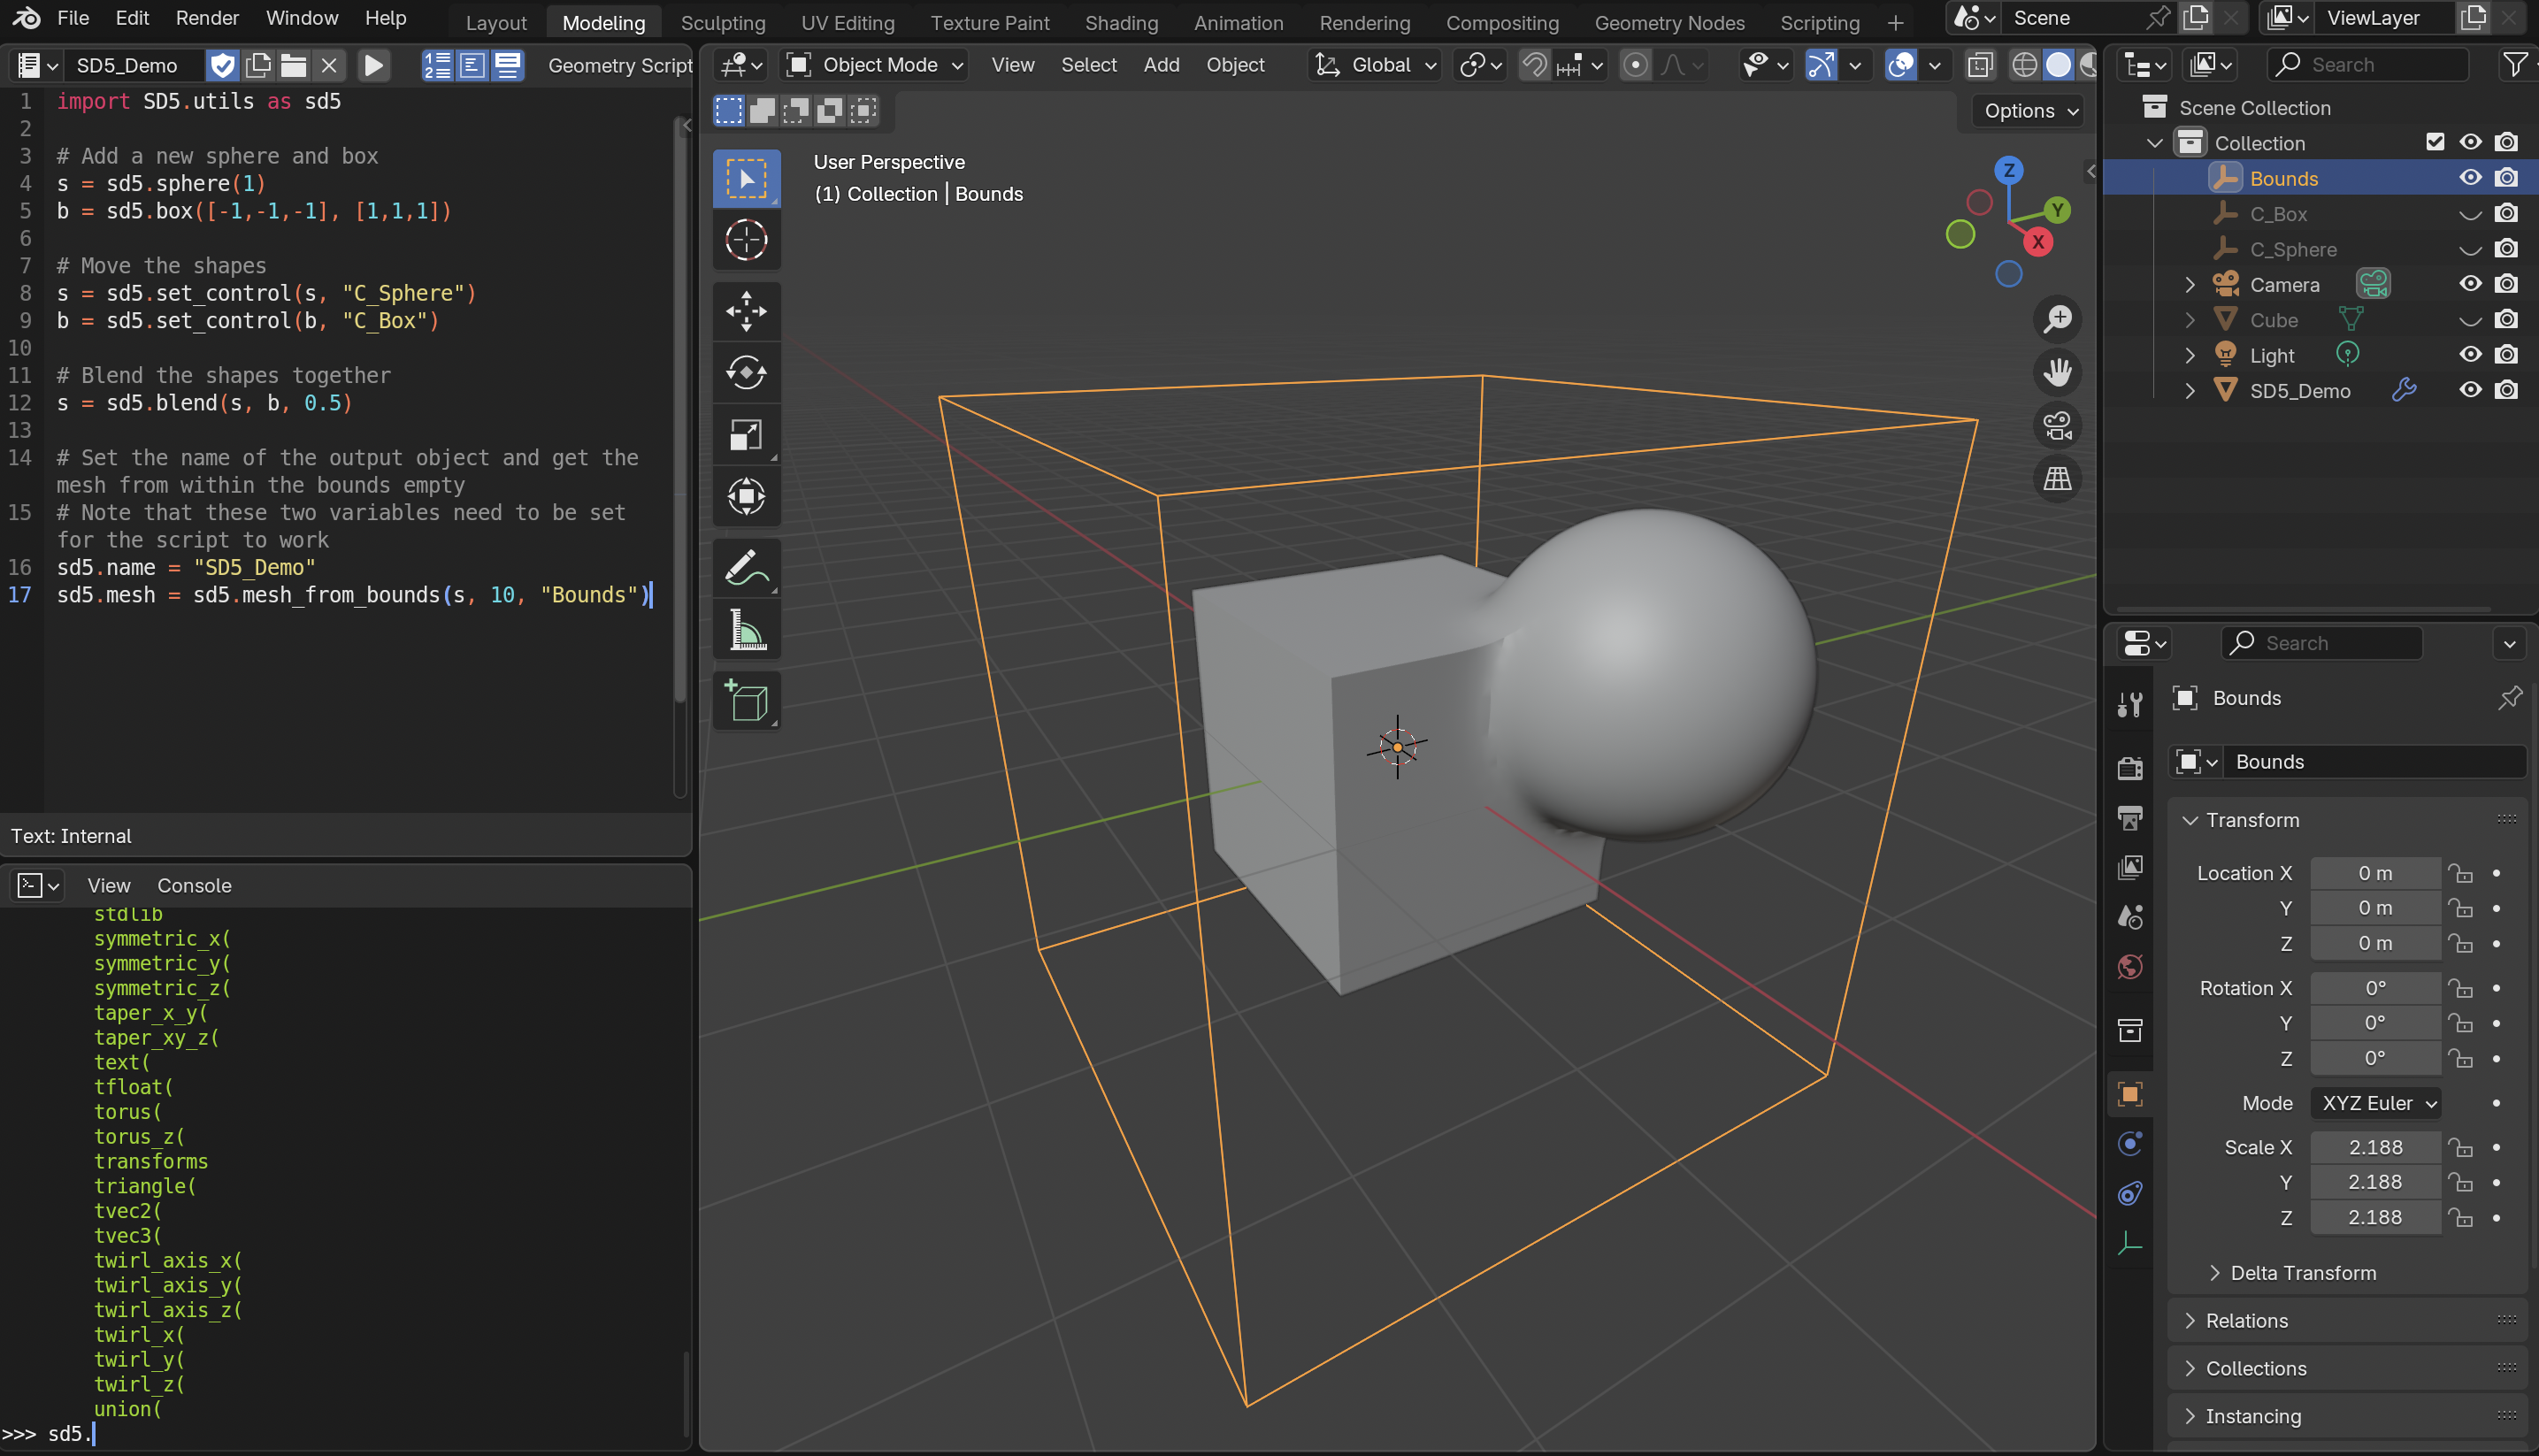 File Edit Render Window Help
Layout Modeling Sculpting UV Editing Texture Paint Shading Animation Rendering Compositing Geometry Nodes Scripting +
Scene
ViewLayer
SD5_Demo
Geometry Script
1 import SD5.utils as sd5
2
3 # Add a new sphere and box
4 s = sd5.sphere(1)
5 b = sd5.box([-1,-1,-1], [1,1,1])
6
7 # Move the shapes
8 s = sd5.set_control(s, "C_Sphere")
9 b = sd5.set_control(b, "C_Box")
10
11 # Blend the shapes together
12 s = sd5.blend(s, b, 0.5)
13
14 # Set the name of the output object and get the
mesh from within the bounds empty
15 # Note that these two variables need to be set
for the script to work
16 sd5.name = "SD5_Demo"
17 sd5.mesh = sd5.mesh_from_bounds(s, 10, "Bounds")
Text: Internal
View Console
stdlib
symmetric_x(
symmetric_y(
symmetric_z(
taper_x_y(
taper_xy_z(
text(
tfloat(
torus(
torus_z(
transforms
triangle(
tvec2(
tvec3(
twirl_axis_x(
twirl_axis_y(
twirl_axis_z(
twirl_x(
twirl_y(
twirl_z(
union(
>>> sd5.
Object Mode View Select Add Object Global
Options
User Perspective
(1) Collection | Bounds
Z
Y
X
Search
Scene Collection
Collection
Bounds
C_Box
C_Sphere
Camera
Cube
Light
SD5_Demo
Search
Bounds
Bounds
Transform
Location X 0 m
Y 0 m
Z 0 m
Rotation X 0°
Y 0°
Z 0°
Mode XYZ Euler
Scale X 2.188
Y 2.188
Z 2.188
Delta Transform
Relations
Collections
Instancing